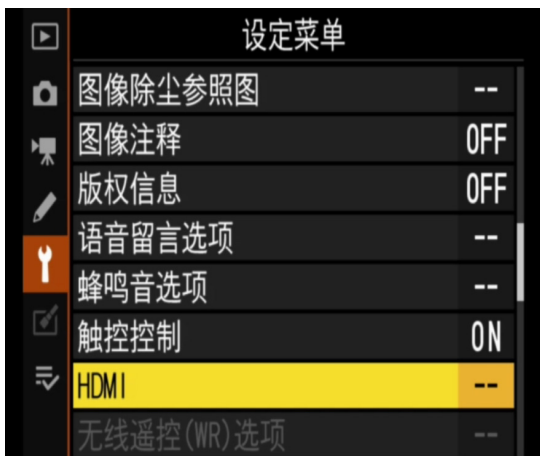 设定菜单
图像除尘参照图 --
图像注释 OFF
版权信息 OFF
语音留言选项 --
蜂鸣音选项 --
触控控制 ON
HDMI --
无线遥控(WR)选项 --